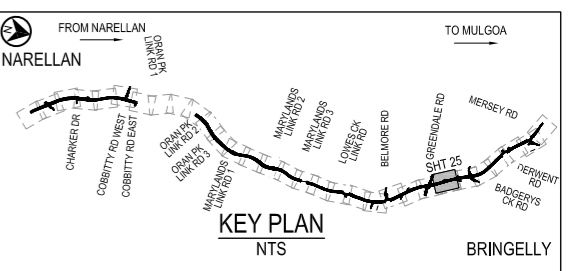 N
FROM NARELLAN
TO MULGOA
NARELLAN
ORAN PK
LINK RD 1
CHARKER DR
COBBITTY RD WEST
COBBITTY RD EAST
ORAN PK
LINK RD 2
ORAN PK
LINK RD 3
MARYLANDS
LINK RD 1
MARYLANDS
LINK RD 2
MARYLANDS
LINK RD 3
LOWES CK
LINK RD
BELMORE RD
GREENDALE RD
SHT 25
MERSEY RD
DERWENT
RD
BADGERYS
CK RD
KEY PLAN
NTS
BRINGELLY